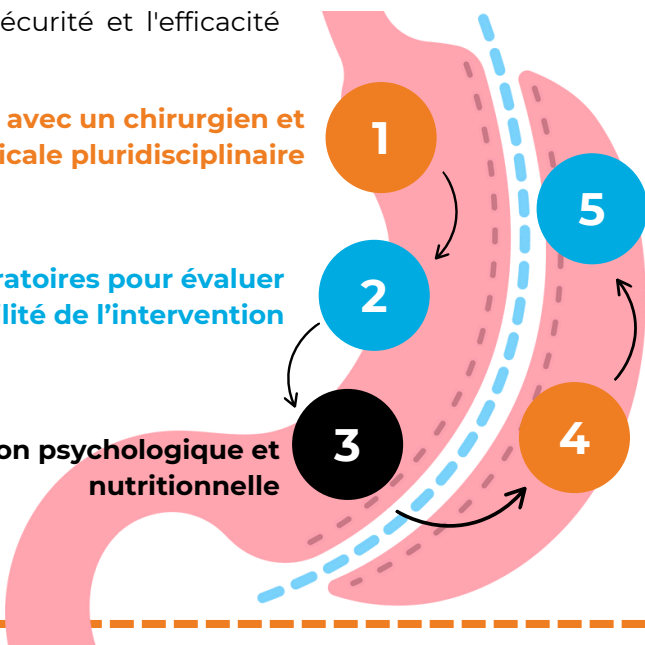 écurité et l'efficacité
avec un chirurgien et
icale pluridisciplinaire
1
5
ratoires pour évaluer
ilité de l’intervention
2
on psychologique et
nutritionnelle
3
4